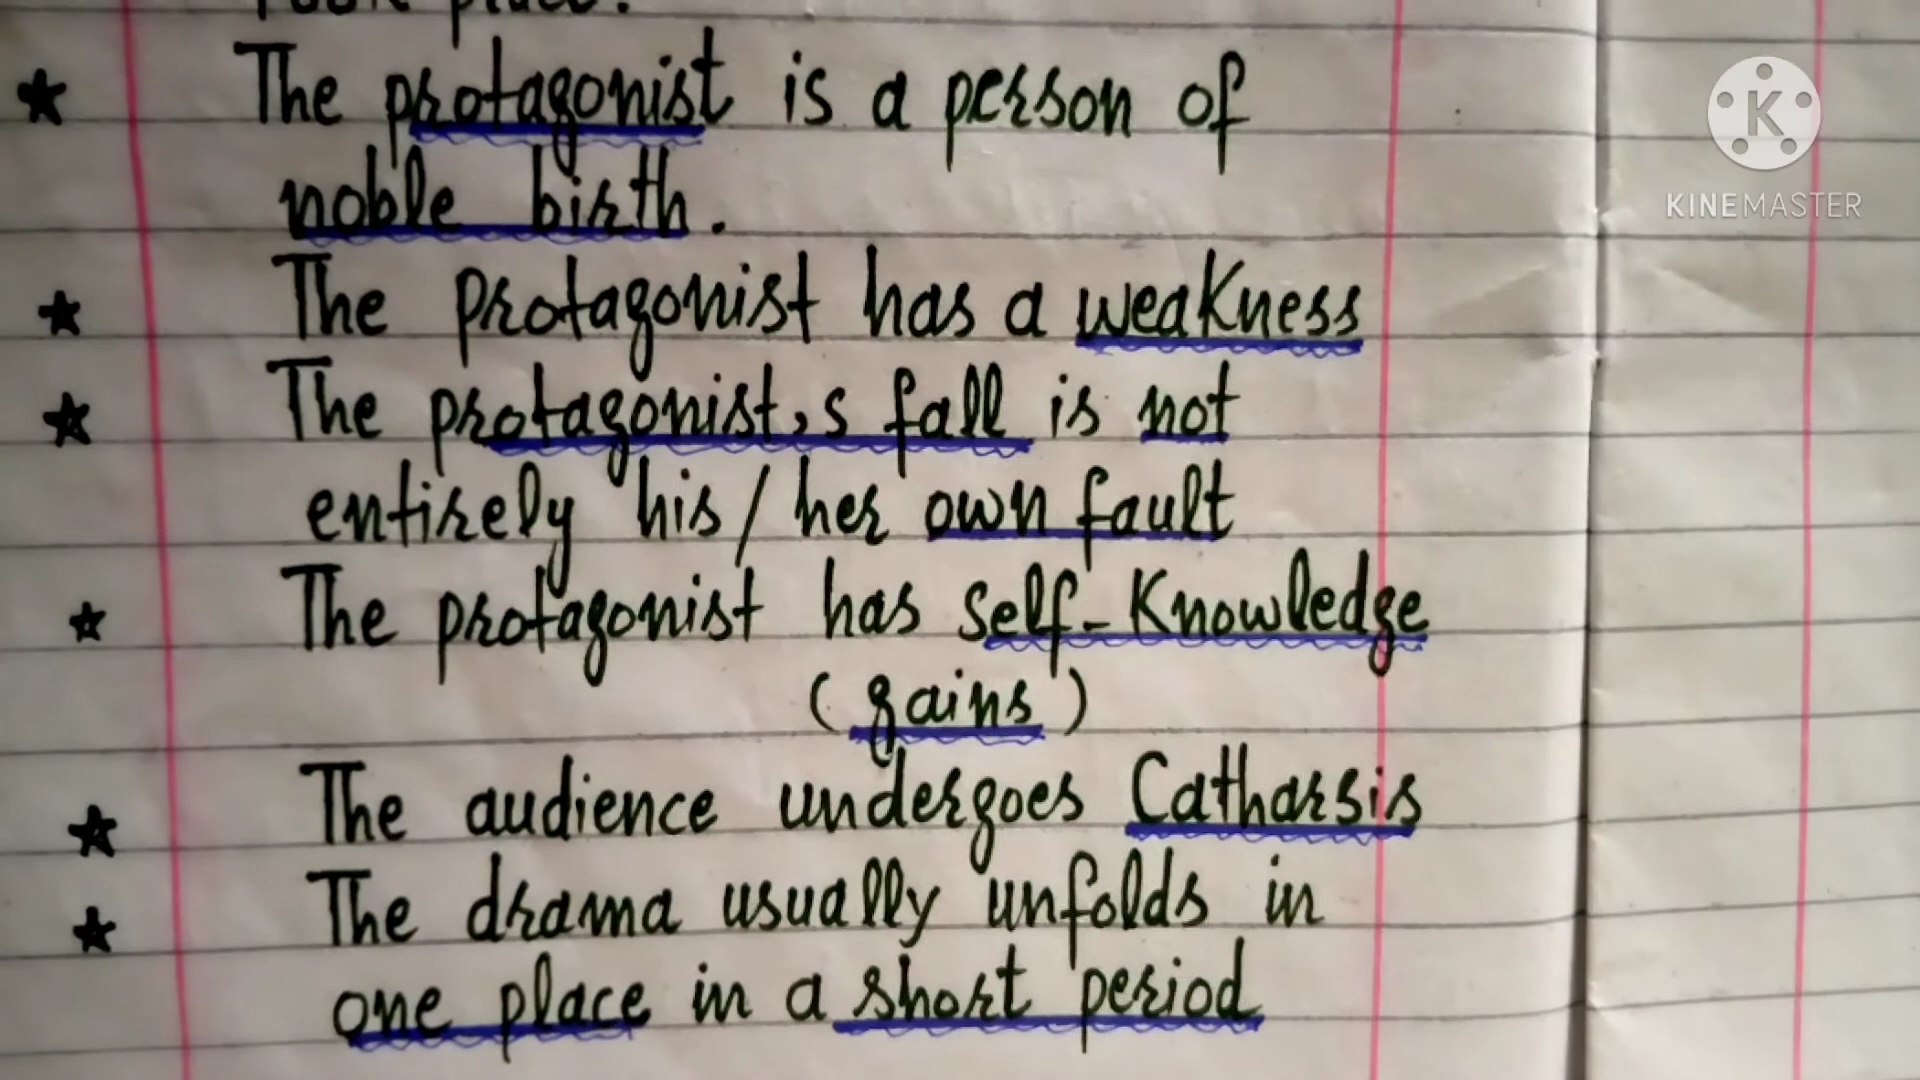 place.
★ The protagonist is a person of
noble birth.
★ The protagonist has a weakness
★ The protagonist,s fall is not
entirely his / her own fault
★ The protagonist has self-Knowledge
(gains)
★ The audience undergoes Catharsis
★ The drama usually unfolds in
one place in a short period
K
KINEMASTER